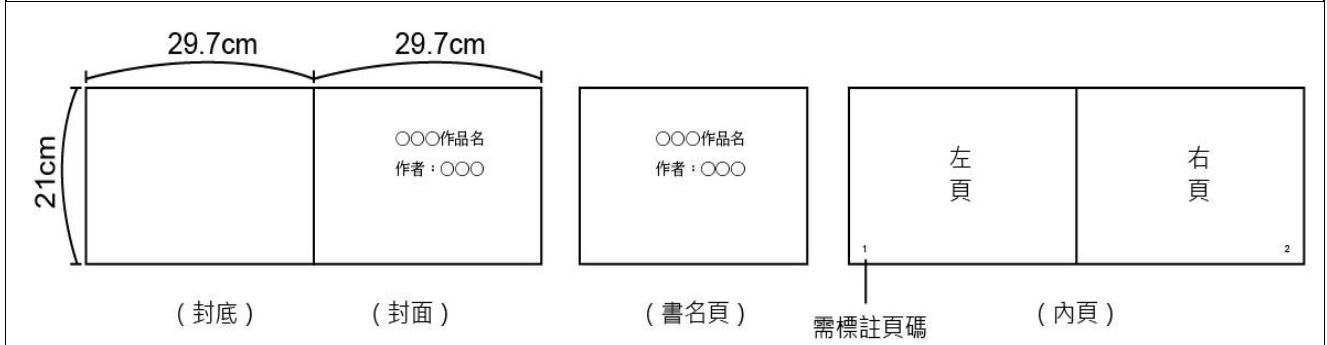 29.7cm
29.7cm
21cm
○○○作品名
作者：○○○
○○○作品名
作者：○○○
左頁
右頁
1
2
（封底）
（封面）
（書名頁）
需標註頁碼
（內頁）